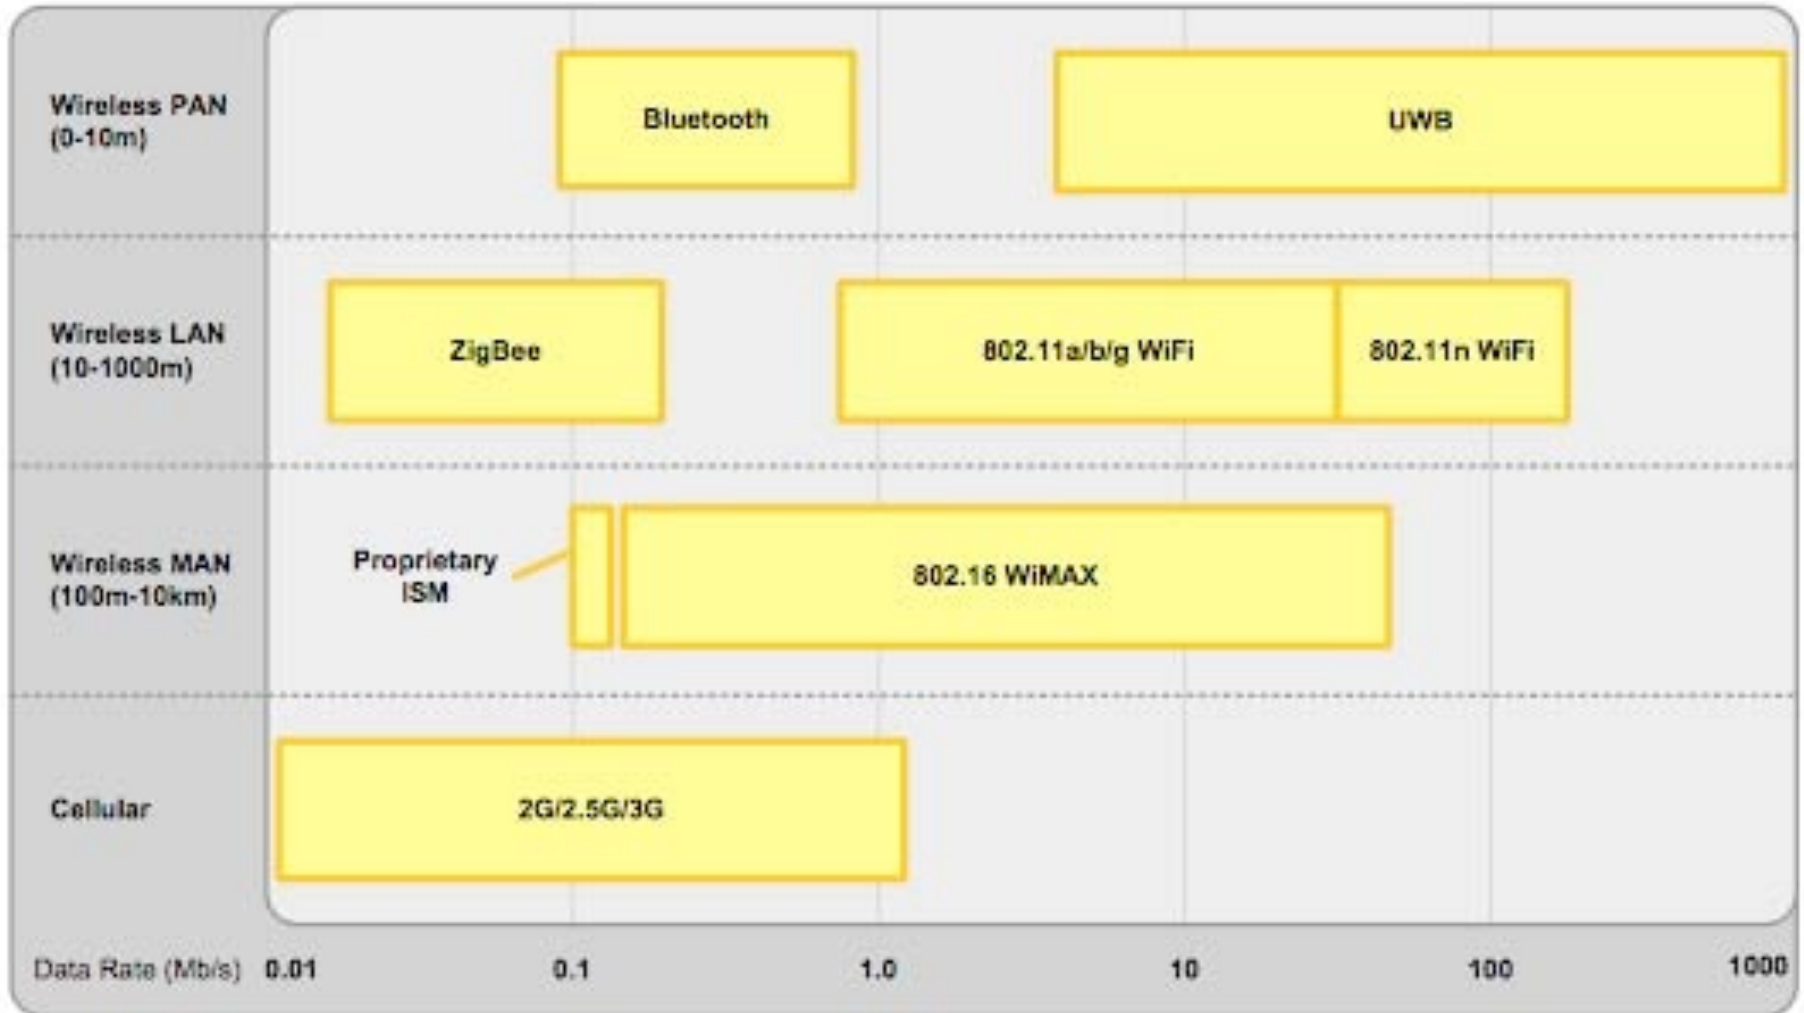 Wireless PAN
(0-10m)
Bluetooth
UWB
Wireless LAN
(10-1000m)
ZigBee
802.11a/b/g WiFi
802.11n WiFi
Wireless MAN
(100m-10km)
Proprietary
ISM
802.16 WiMAX
Cellular
2G/2.5G/3G
Data Rate (Mb/s) 0.01 0.1 1.0 10 100 1000